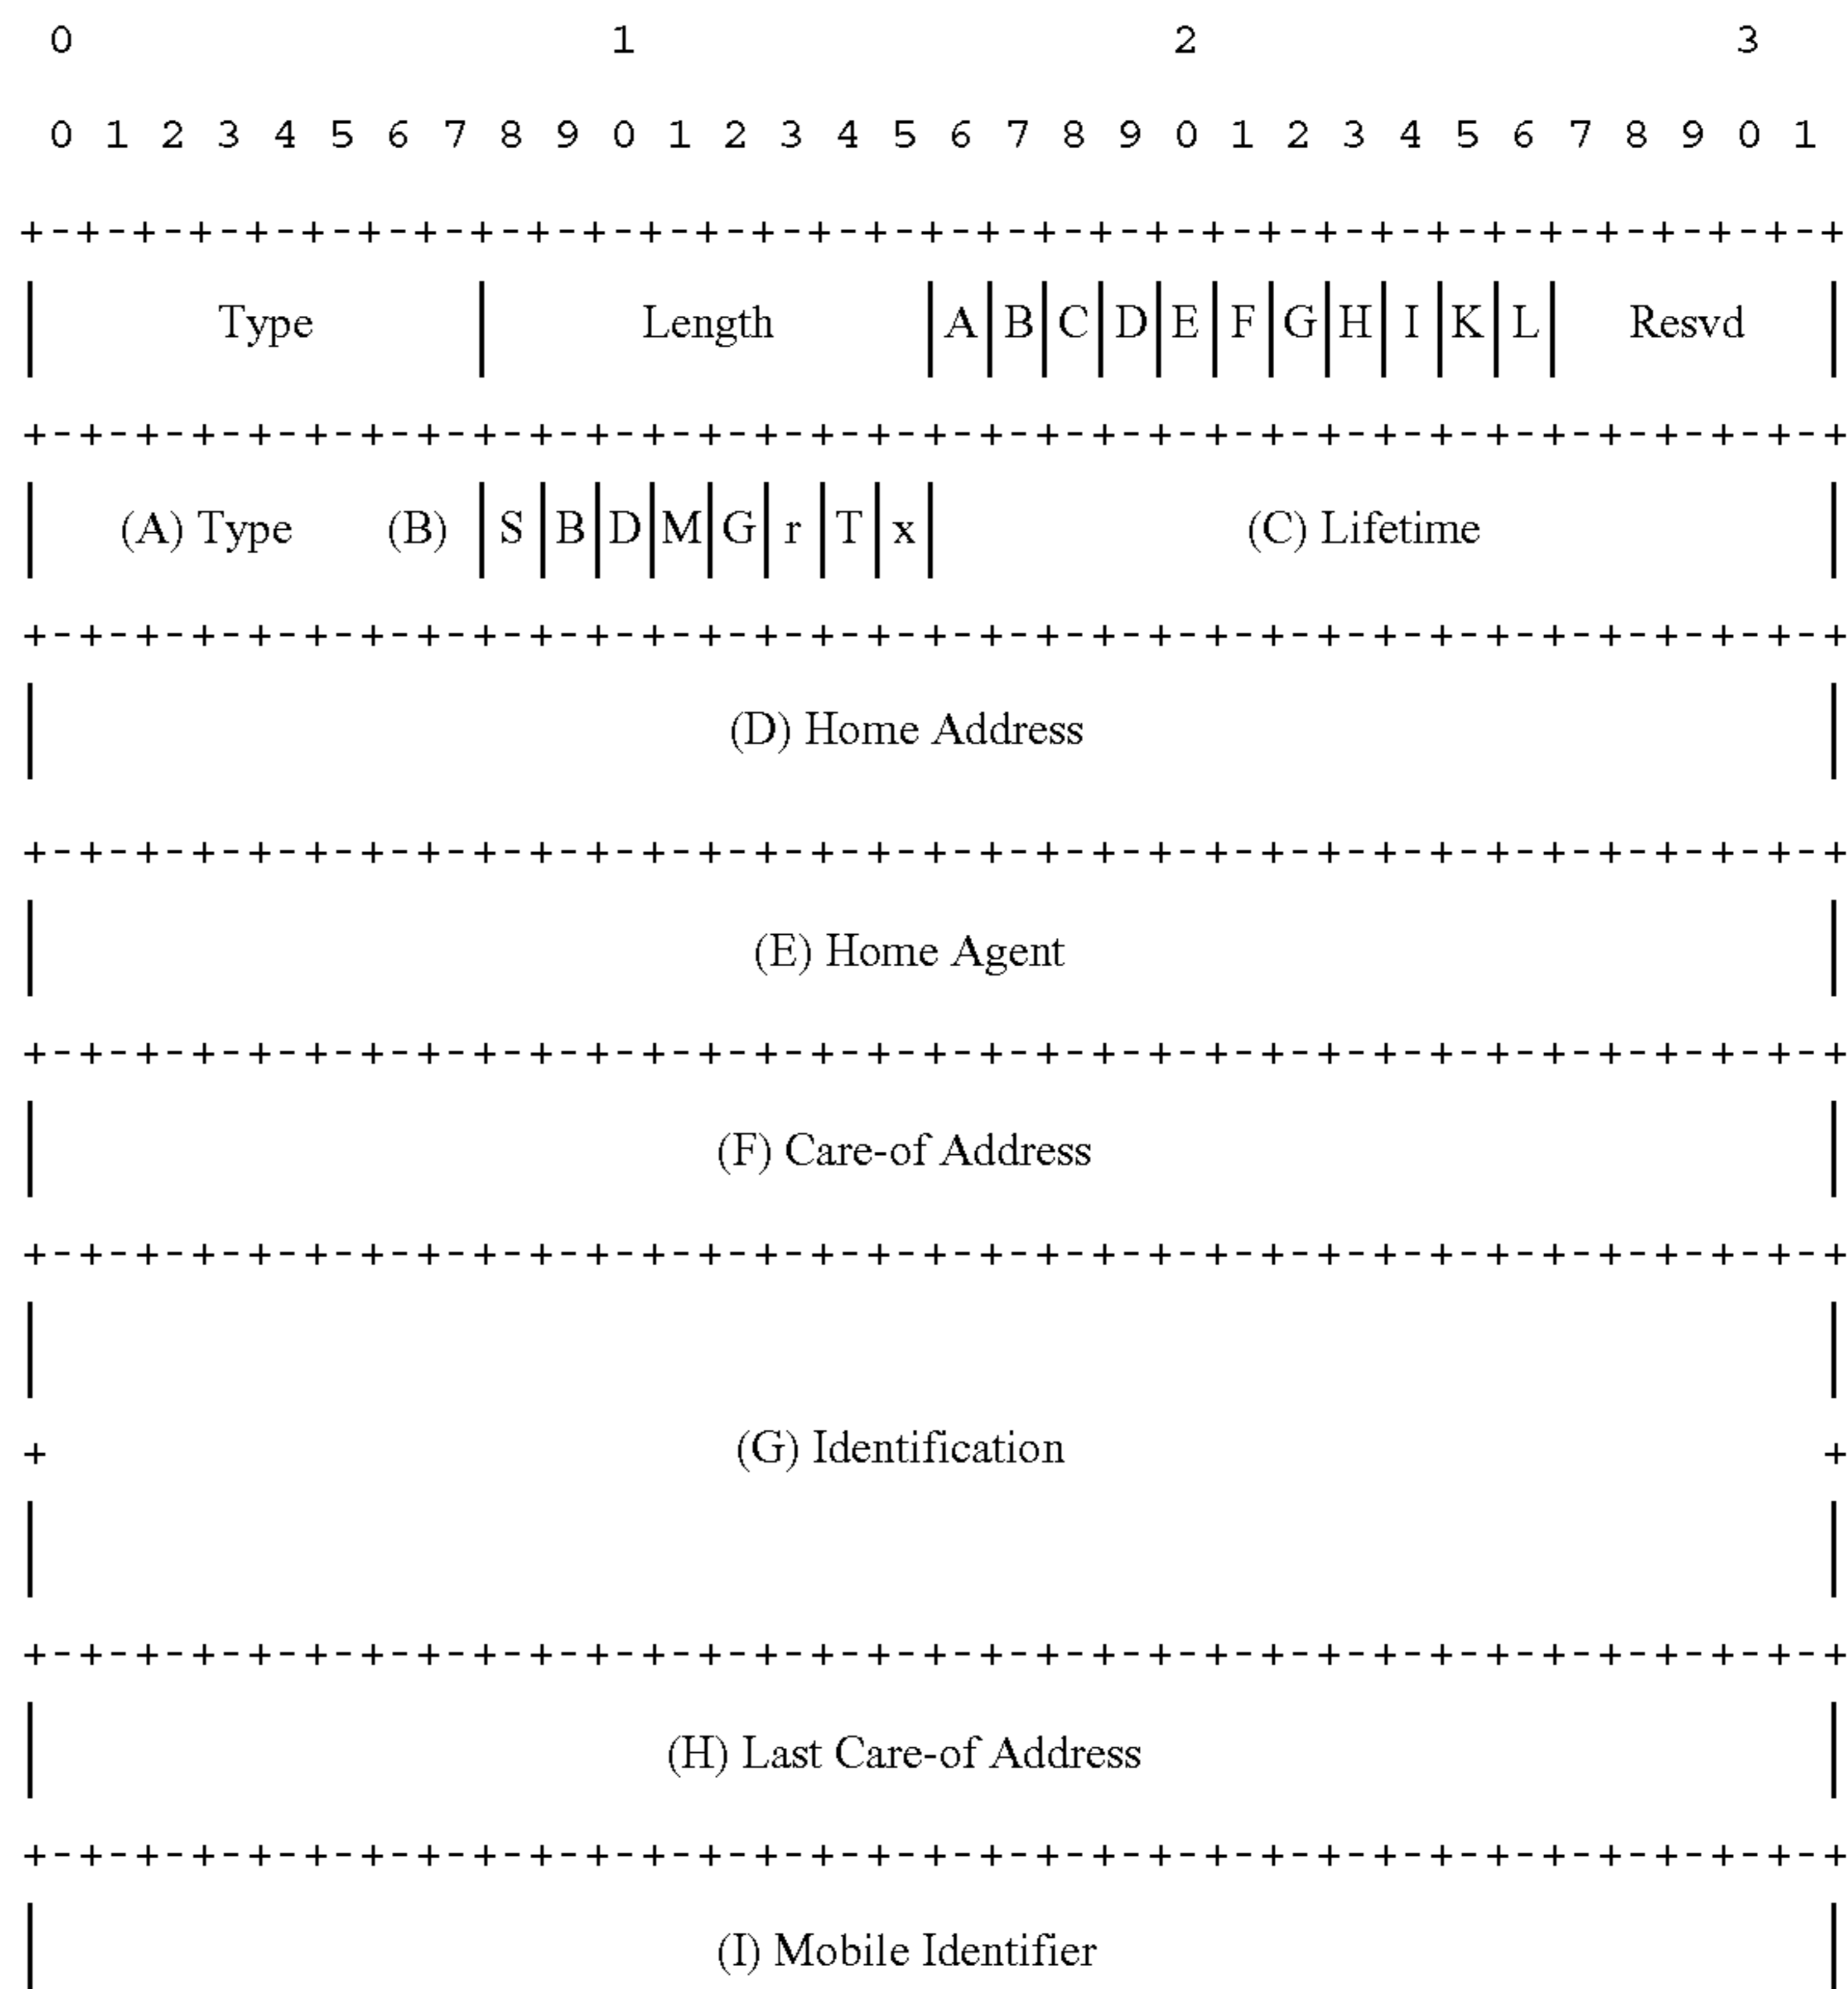 0 1 2 3
0 1 2 3 4 5 6 7 8 9 0 1 2 3 4 5 6 7 8 9 0 1 2 3 4 5 6 7 8 9 0 1
+-+-+-+-+-+-+-+-+-+-+-+-+-+-+-+-+-+-+-+-+-+-+-+-+-+-+-+-+-+-+-+-+
| Type | Length |A|B|C|D|E|F|G|H|I|K|L| Resvd |
+-+-+-+-+-+-+-+-+-+-+-+-+-+-+-+-+-+-+-+-+-+-+-+-+-+-+-+-+-+-+-+-+
| (A) Type (B) |S|B|D|M|G|r|T|x| (C) Lifetime |
+-+-+-+-+-+-+-+-+-+-+-+-+-+-+-+-+-+-+-+-+-+-+-+-+-+-+-+-+-+-+-+-+
| (D) Home Address |
+-+-+-+-+-+-+-+-+-+-+-+-+-+-+-+-+-+-+-+-+-+-+-+-+-+-+-+-+-+-+-+-+
| (E) Home Agent |
+-+-+-+-+-+-+-+-+-+-+-+-+-+-+-+-+-+-+-+-+-+-+-+-+-+-+-+-+-+-+-+-+
| (F) Care-of Address |
+-+-+-+-+-+-+-+-+-+-+-+-+-+-+-+-+-+-+-+-+-+-+-+-+-+-+-+-+-+-+-+-+
| |
+ (G) Identification +
| |
+-+-+-+-+-+-+-+-+-+-+-+-+-+-+-+-+-+-+-+-+-+-+-+-+-+-+-+-+-+-+-+-+
| (H) Last Care-of Address |
+-+-+-+-+-+-+-+-+-+-+-+-+-+-+-+-+-+-+-+-+-+-+-+-+-+-+-+-+-+-+-+-+
| (I) Mobile Identifier |